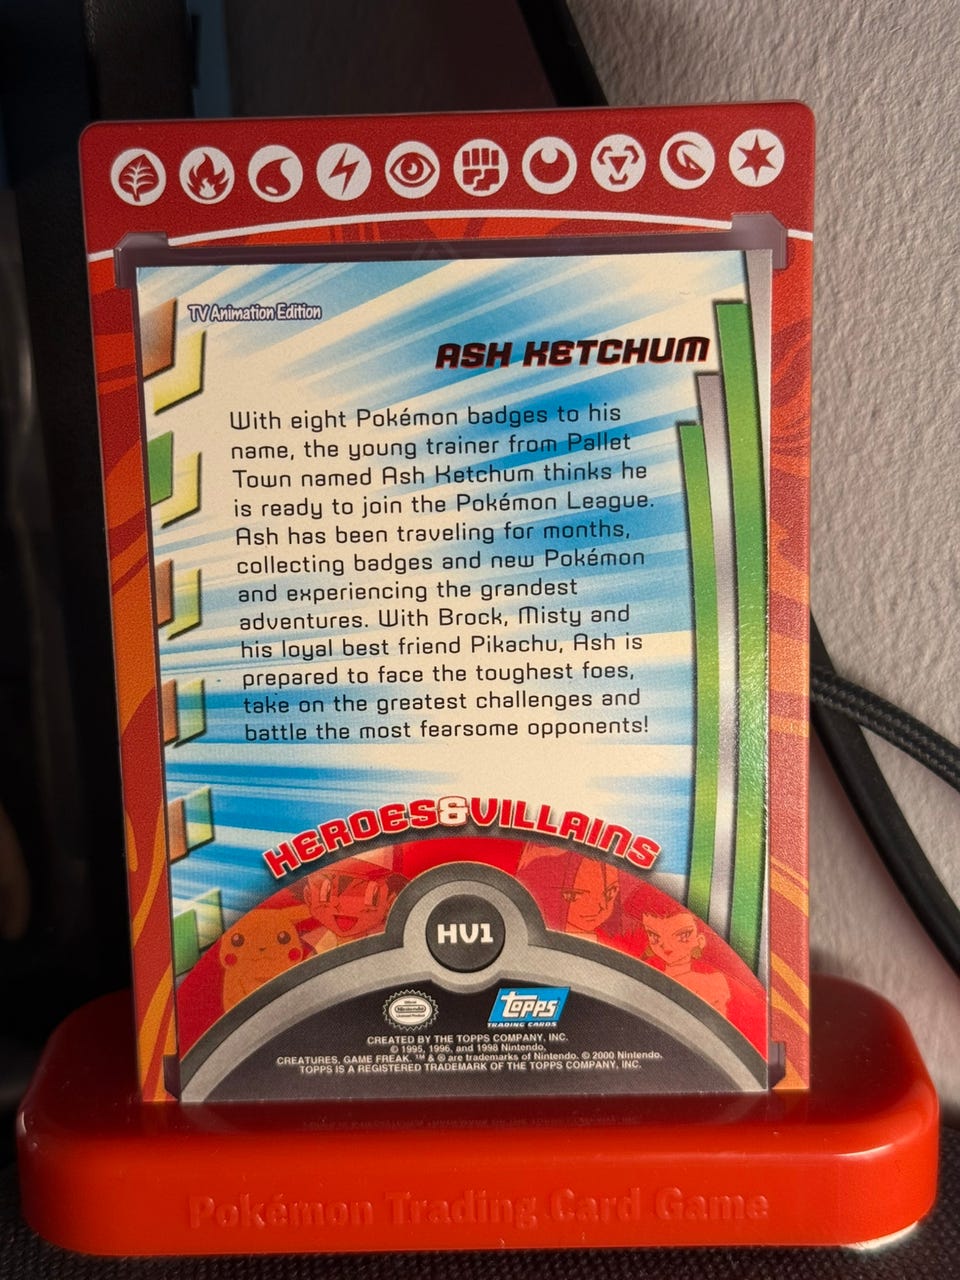 TV Animation Edition
ASH KETCHUM
With eight Pokémon badges to his
name, the young trainer from Pallet
Town named Ash Ketchum thinks he
is ready to join the Pokémon League.
Ash has been traveling for months,
collecting badges and new Pokémon
and experiencing the grandest
adventures. With Brock, Misty and
his loyal best friend Pikachu, Ash is
prepared to face the toughest foes,
take on the greatest challenges and
battle the most fearsome opponents!
HEROES&VILLAINS
HV1
Official
Nintendo
Licensed Product
Topps
TRADING CARDS
CREATED BY THE TOPPS COMPANY, INC.
© 1995, 1996, and 1998 Nintendo.
CREATURES, GAME FREAK. ™ & ® are trademarks of Nintendo. © 2000 Nintendo.
TOPPS IS A REGISTERED TRADEMARK OF THE TOPPS COMPANY, INC.
Pokémon Trading Card Game